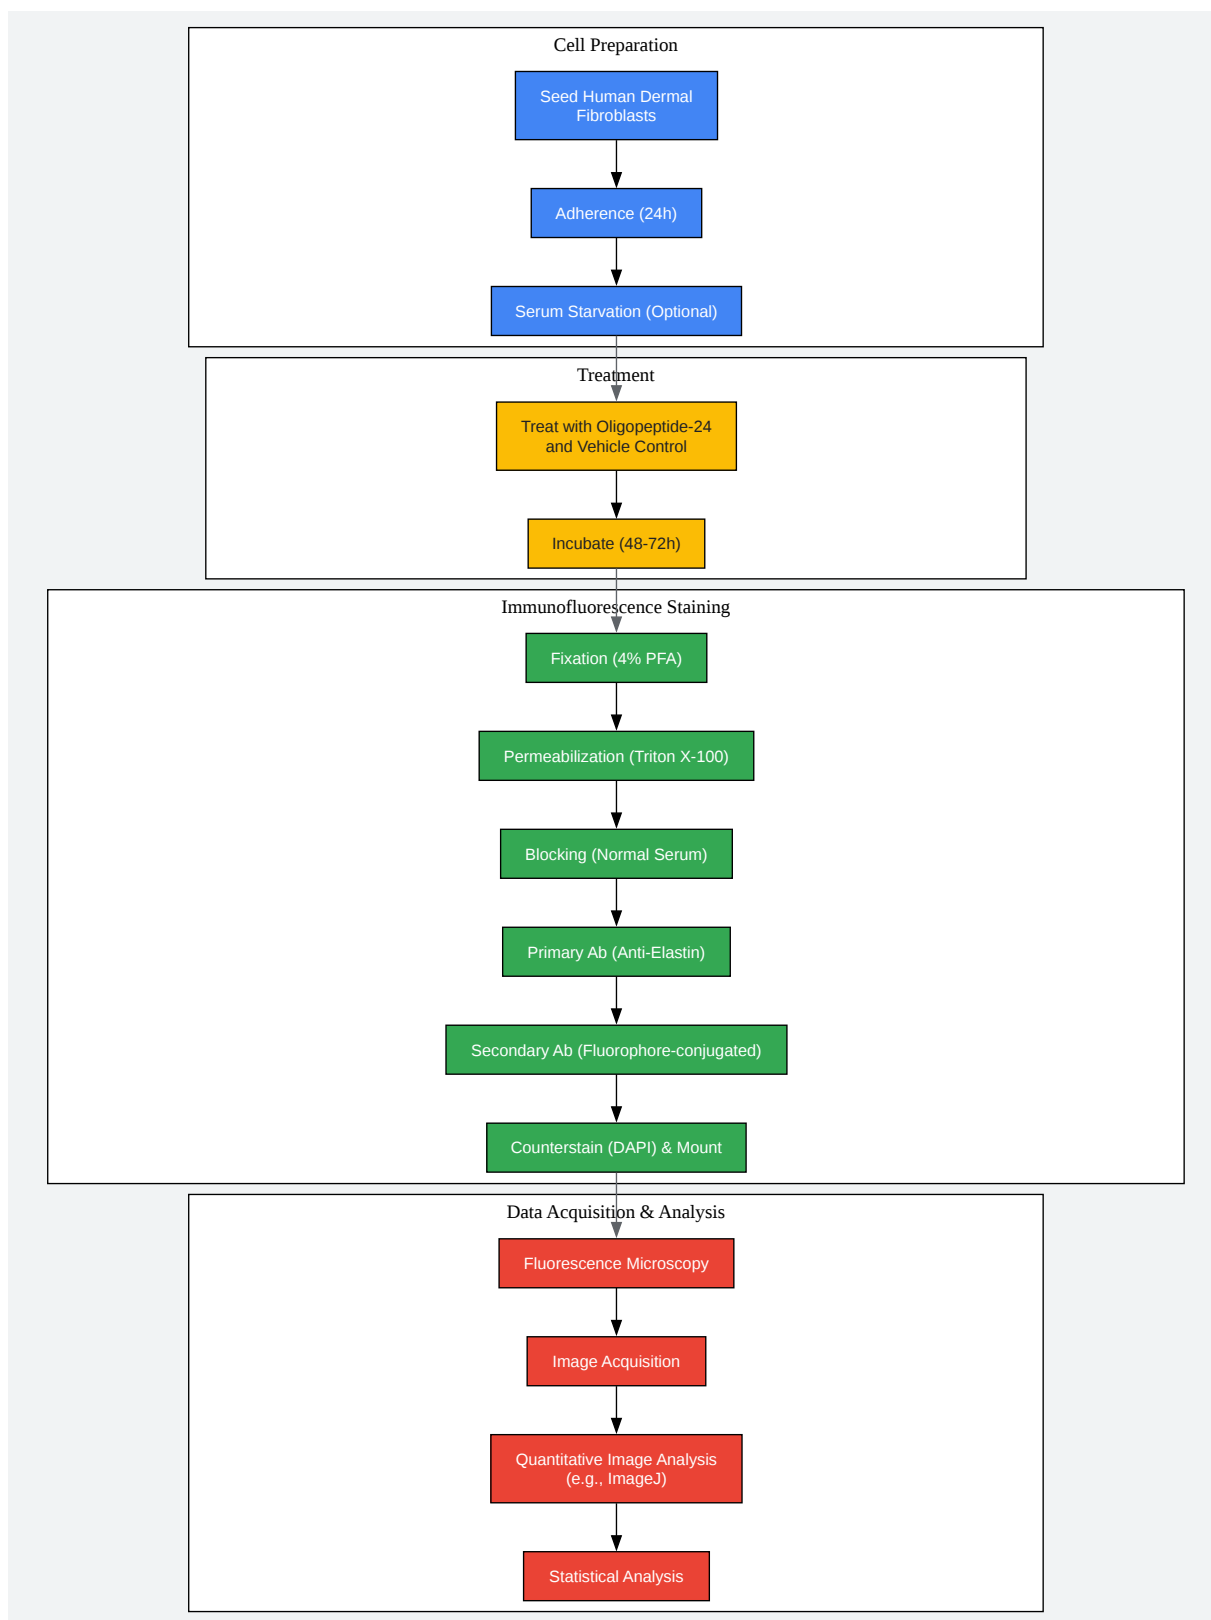 Cell Preparation
Seed Human Dermal
Fibroblasts
Adherence (24h)
Serum Starvation (Optional)
Treatment
Treat with Oligopeptide-24
and Vehicle Control
Incubate (48-72h)
Immunofluorescence Staining
Fixation (4% PFA)
Permeabilization (Triton X-100)
Blocking (Normal Serum)
Primary Ab (Anti-Elastin)
Secondary Ab (Fluorophore-conjugated)
Counterstain (DAPI) & Mount
Data Acquisition & Analysis
Fluorescence Microscopy
Image Acquisition
Quantitative Image Analysis
(e.g., ImageJ)
Statistical Analysis